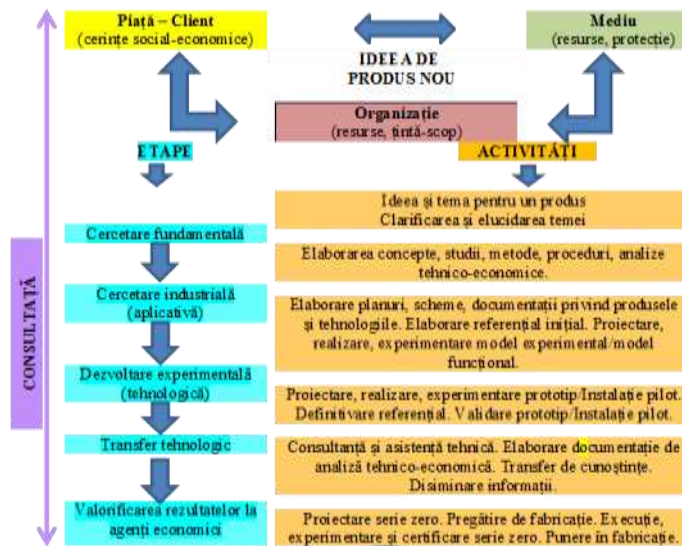 Piață – Client
(cerințe social-economice)
Mediu
(resurse, protecție)
IDEEA DE
PRODUS NOU
Organizație
(resurse, țintă-scop)
ETAPE
ACTIVITĂȚI
CONSULTAȚĂ
Ideea și tema pentru un produs
Clarificarea și elucidarea temei
Cercetare fundamentală
Elaborarea concepte, studii, metode, proceduri, analize
tehnico-economice.
Cercetare industrială
(aplicativă)
Elaborare planuri, scheme, documentații privind produsele
și tehnologiile. Elaborare referential inițial. Proiectare,
realizare, experimentare model experimental/model
funcțional.
Dezvoltare experimentală
(tehnologică)
Proiectare, realizare, experimentare prototip/Instalație pilot.
Definitivare referential. Validare prototip/Instalație pilot.
Transfer tehnologic
Consultanță și asistență tehnică. Elaborare documentație de
analiză tehnico-economică. Transfer de cunoștințe.
Disiminare informații.
Valorificarea rezultatelor la
agenți economici
Proiectare serie zero. Pregătire de fabricație. Execuție,
experimentare și certificare serie zero. Punere în fabricație.